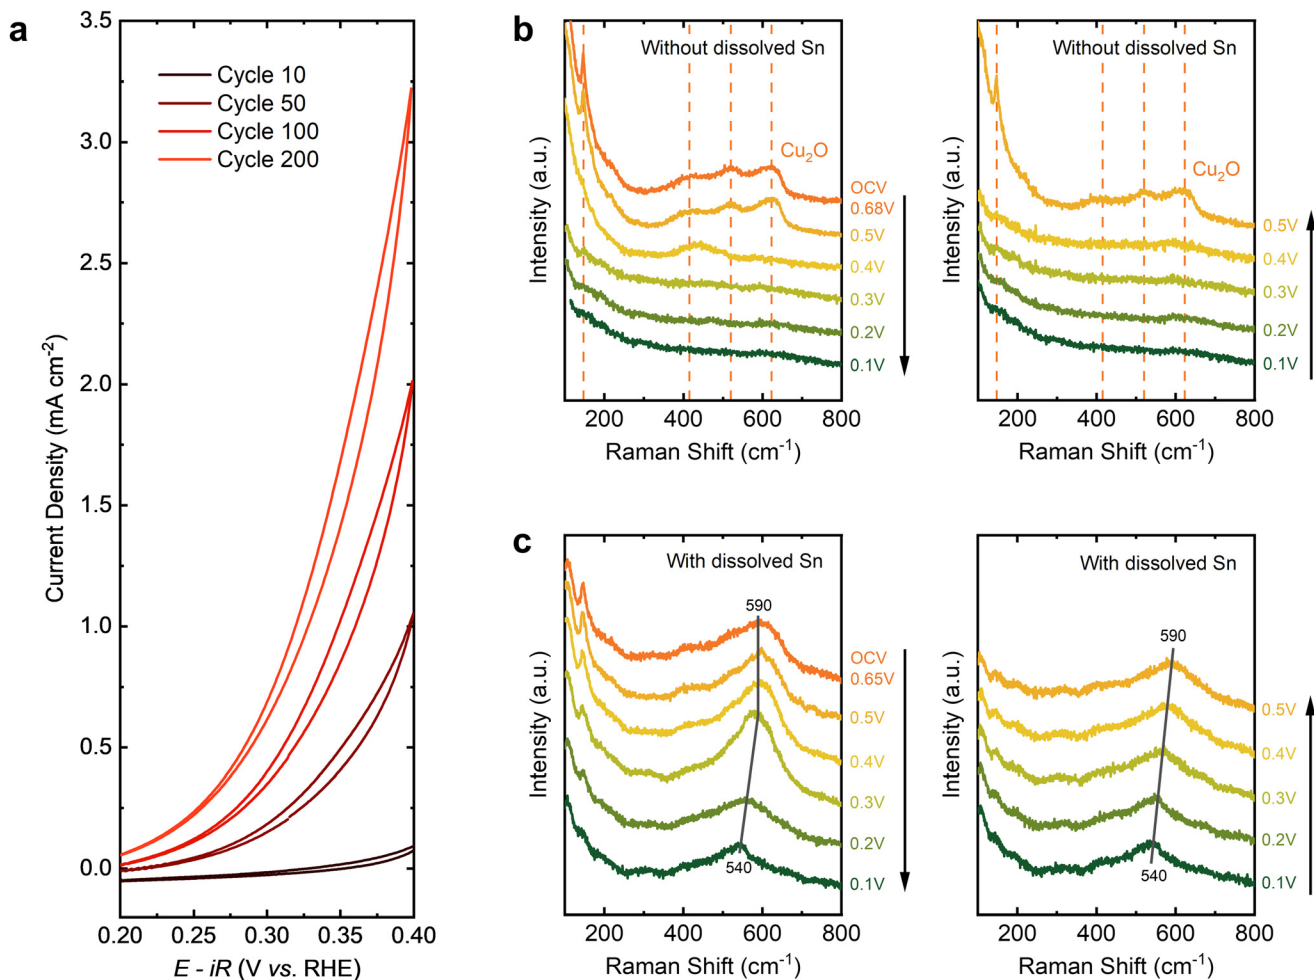 a
3.5
3.0
2.5
2.0
1.5
1.0
0.5
0.0
Current Density (mA cm⁻²)
Cycle 10
Cycle 50
Cycle 100
Cycle 200
0.20 0.25 0.30 0.35 0.40
E - iR (V vs. RHE)
b
Without dissolved Sn
Cu₂O
OCV
0.68V
0.5V
0.4V
0.3V
0.2V
0.1V
Intensity (a.u.)
200 400 600 800
Raman Shift (cm⁻¹)
Without dissolved Sn
Cu₂O
0.5V
0.4V
0.3V
0.2V
0.1V
Intensity (a.u.)
200 400 600 800
Raman Shift (cm⁻¹)
c
With dissolved Sn
590
OCV
0.65V
0.5V
0.4V
0.3V
0.2V
540
0.1V
Intensity (a.u.)
200 400 600 800
Raman Shift (cm⁻¹)
With dissolved Sn
590
0.5V
0.4V
0.3V
0.2V
540
0.1V
Intensity (a.u.)
200 400 600 800
Raman Shift (cm⁻¹)